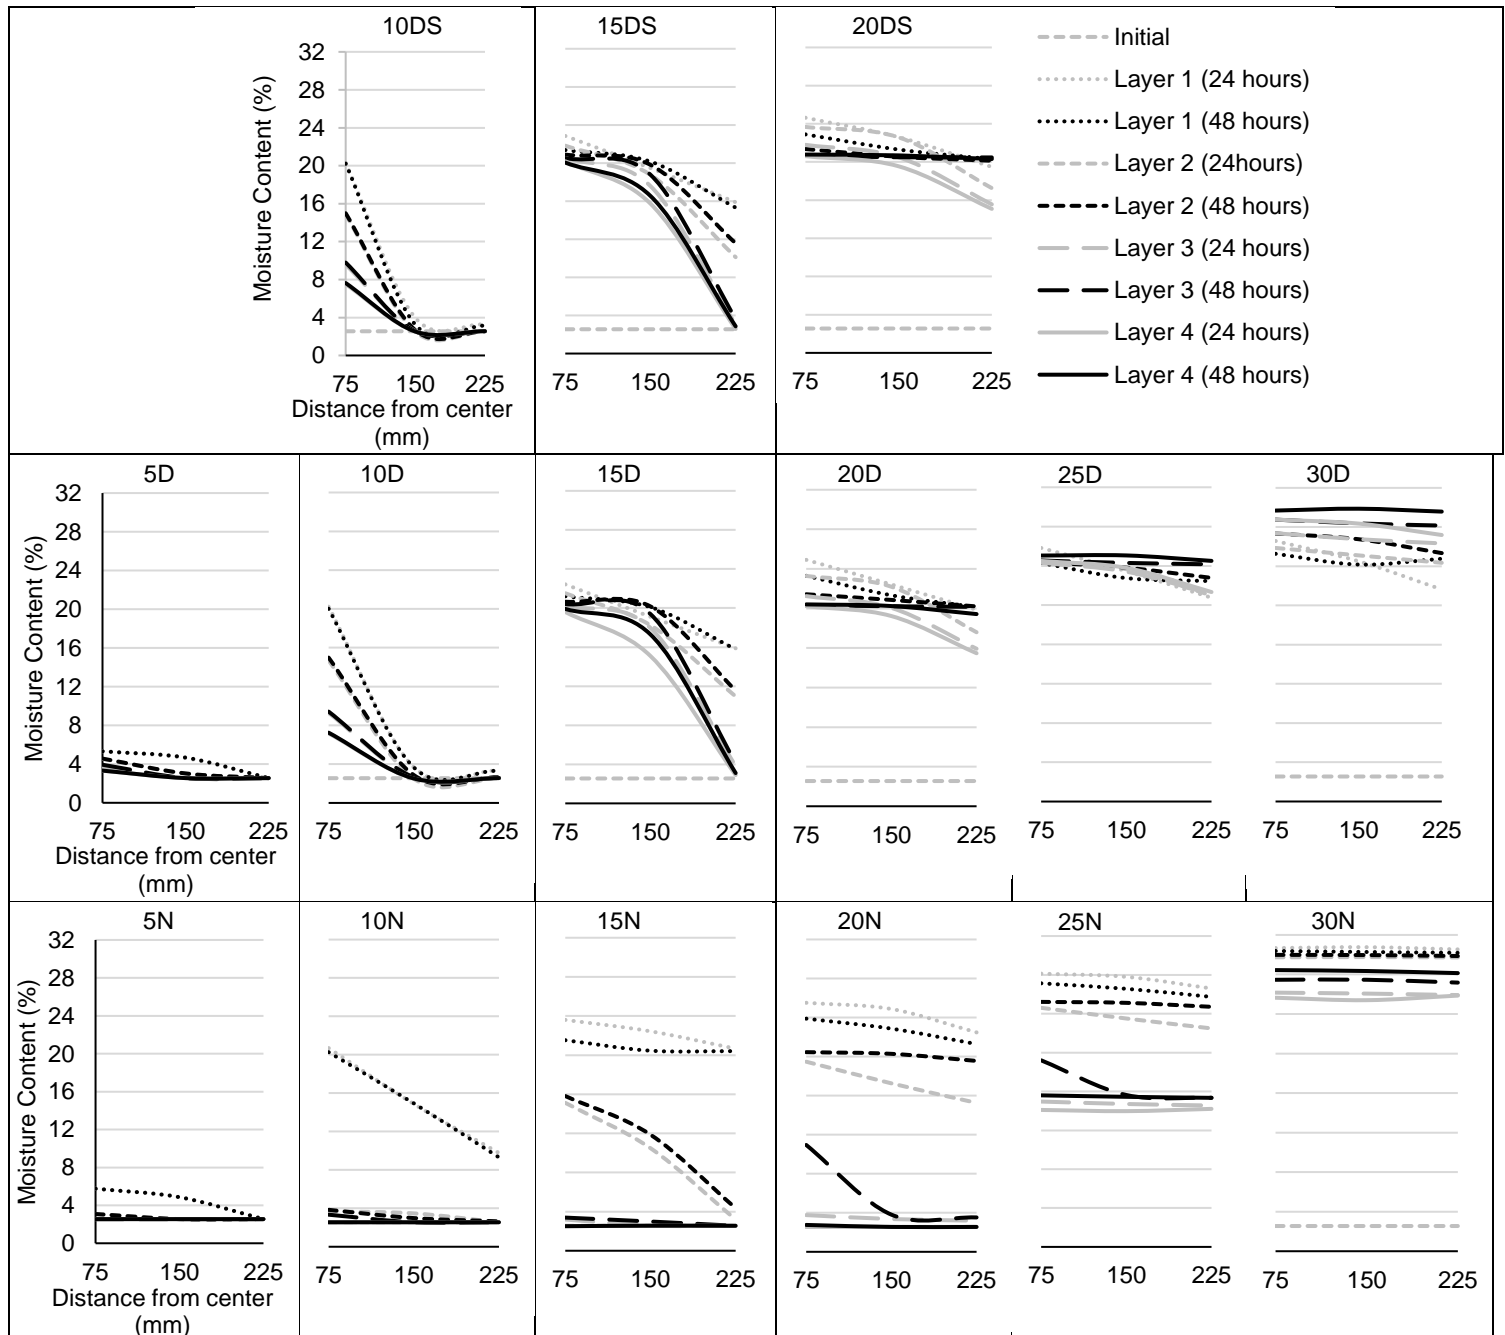 10DS
15DS
20DS
Moisture Content (%)
32
28
24
20
16
12
8
4
0
75 150 225
Distance from center
(mm)
75 150 225
75 150 225
Initial
Layer 1 (24 hours)
Layer 1 (48 hours)
Layer 2 (24hours)
Layer 2 (48 hours)
Layer 3 (24 hours)
Layer 3 (48 hours)
Layer 4 (24 hours)
Layer 4 (48 hours)
5D
10D
15D
20D
25D
30D
Moisture Content (%)
32
28
24
20
16
12
8
4
0
75 150 225
Distance from center
(mm)
75 150 225
75 150 225
75 150 225
75 150 225
75 150 225
5N
10N
15N
20N
25N
30N
Moisture Content (%)
32
28
24
20
16
12
8
4
0
75 150 225
Distance from center
(mm)
75 150 225
75 150 225
75 150 225
75 150 225
75 150 225